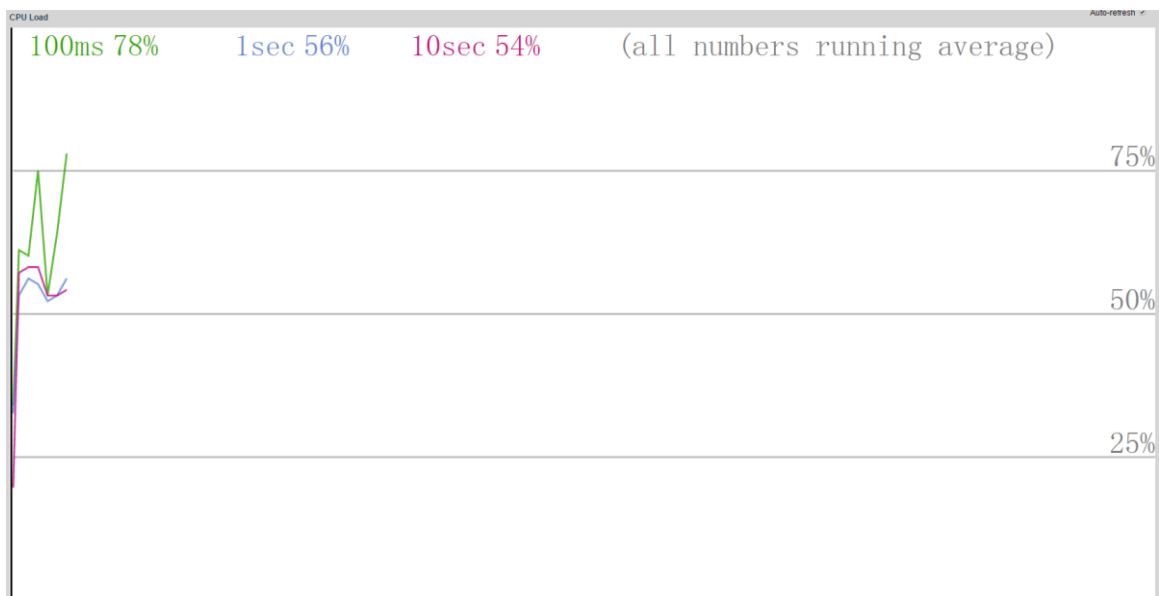 CPU Load
Auto-refresh ✓
100ms 78% 1sec 56% 10sec 54% (all numbers running average)
75%
50%
25%